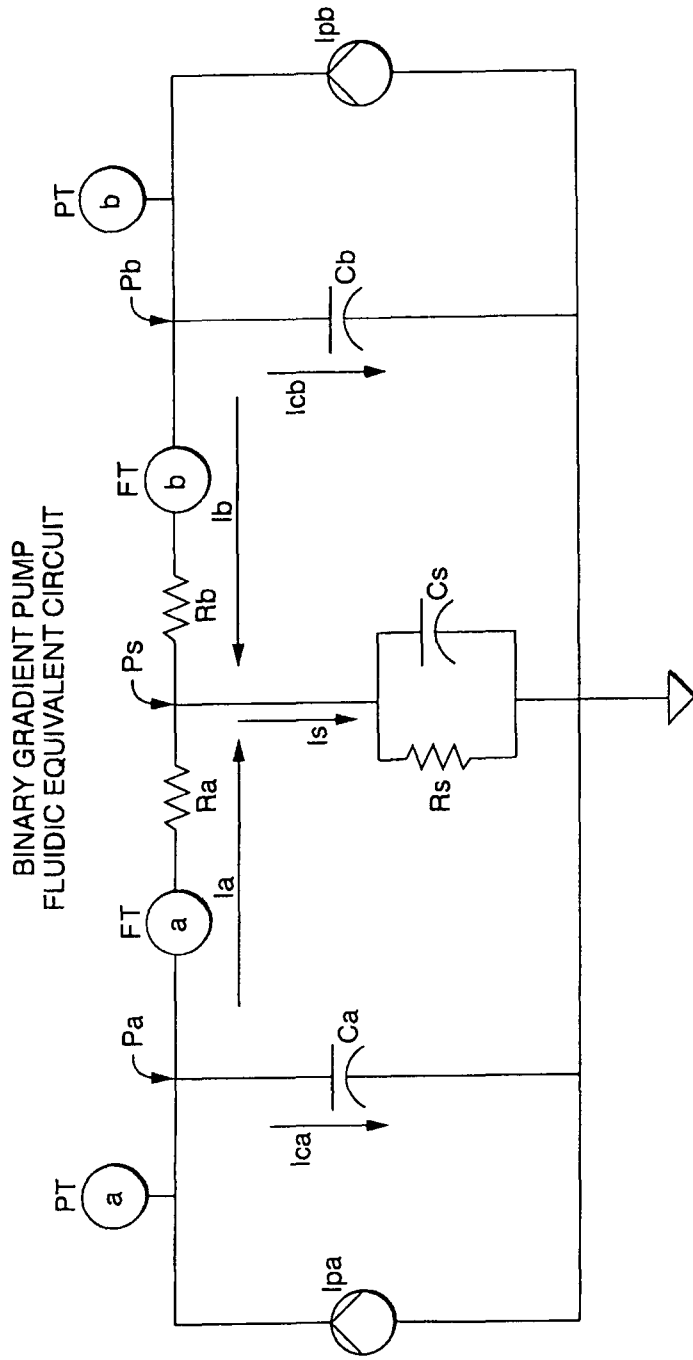 BINARY GRADIENT PUMP
FLUIDIC EQUIVALENT CIRCUIT
PT
a
Pa
FT
a
Ra
Ps
Rb
FT
b
Pb
PT
b
Ia
Ib
Ipa
Ica
Ca
Is
Rs
Cs
Icb
Cb
Ipb